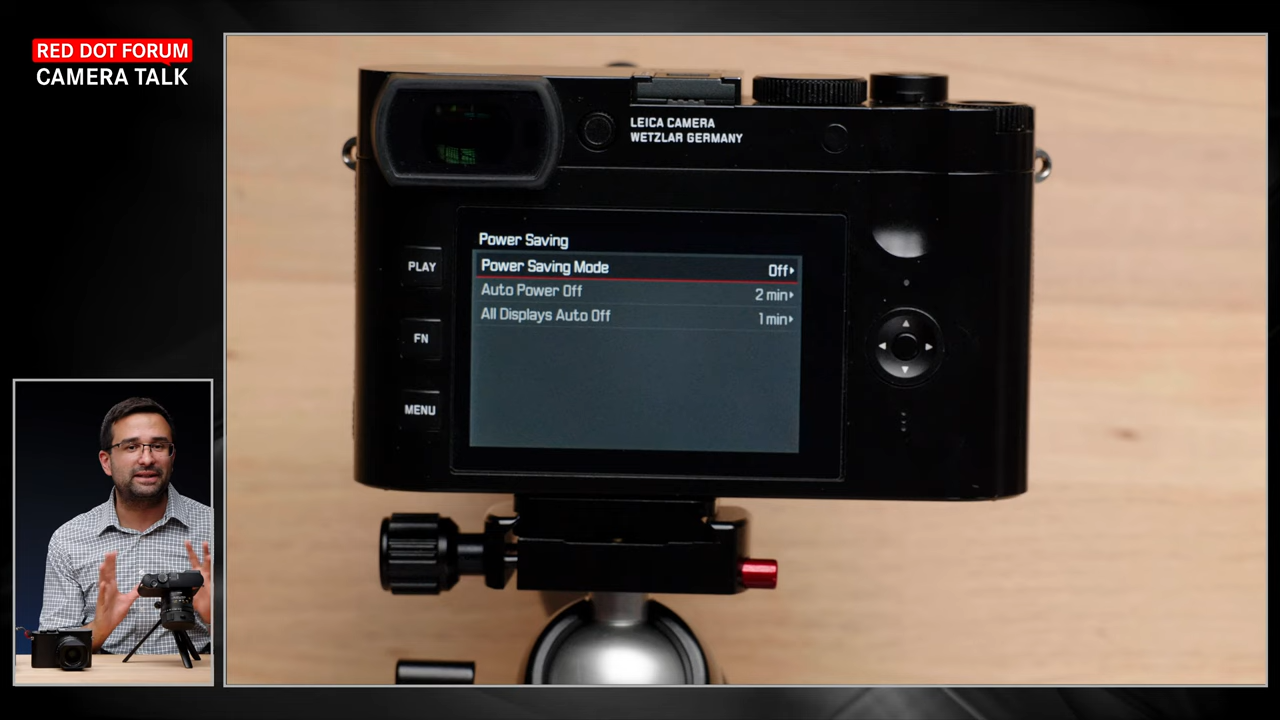 RED DOT FORUM
CAMERA TALK
LEICA CAMERA
WETZLAR GERMANY
Power Saving
Power Saving Mode Off
Auto Power Off 2 min
All Displays Auto Off 1 min
PLAY
FN
MENU